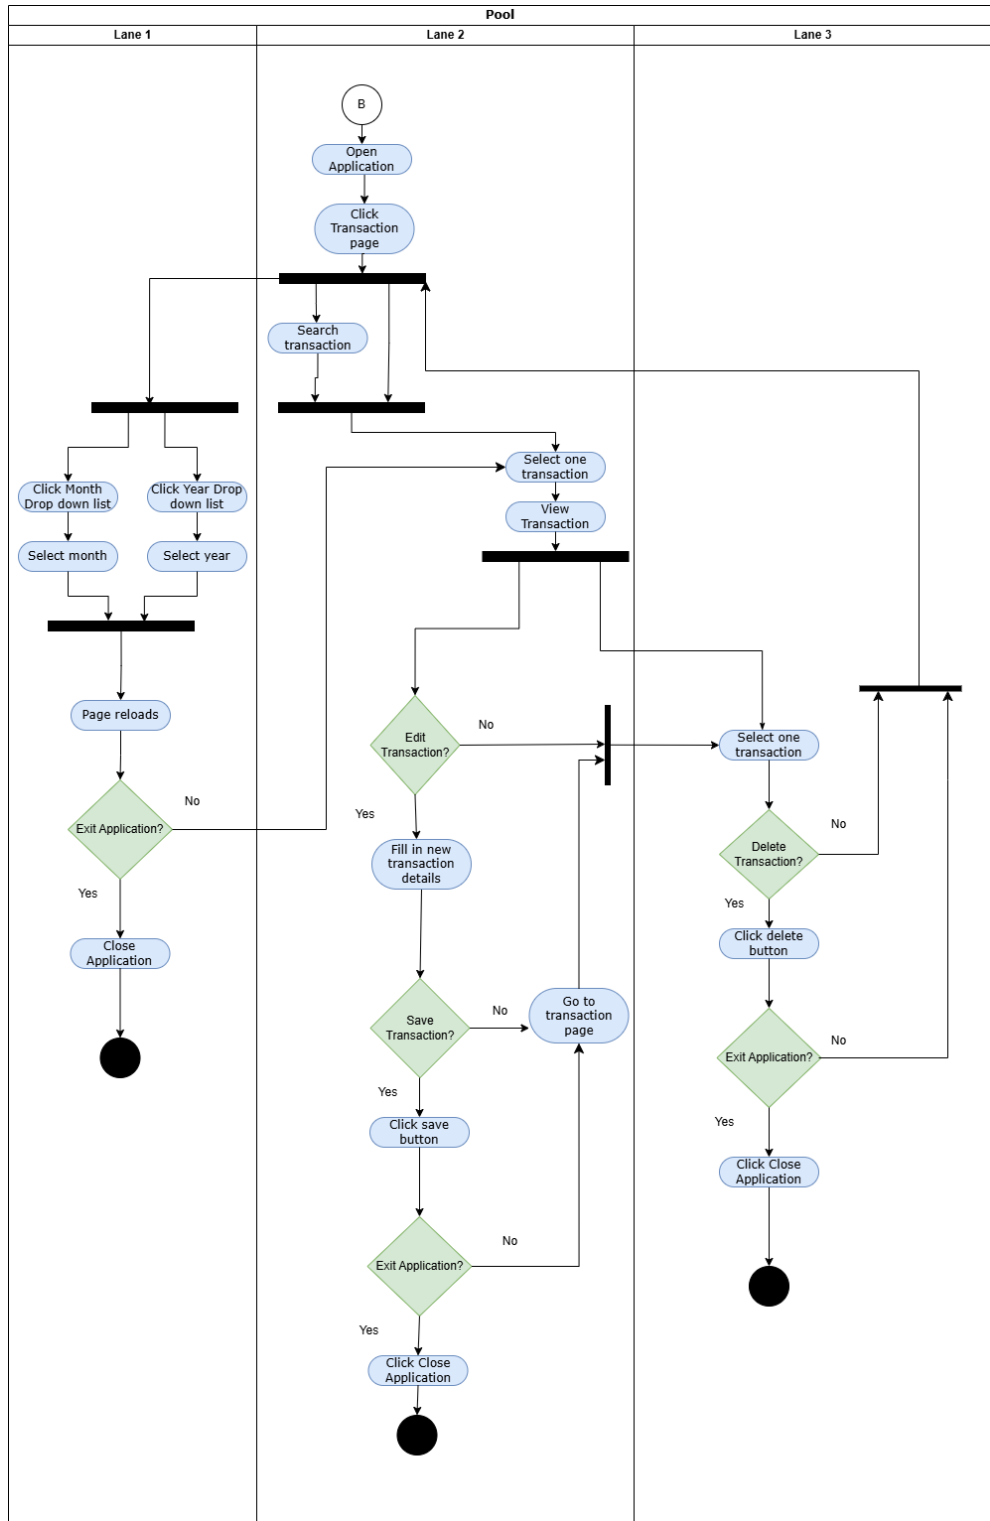 Pool
Lane 1
Lane 2
Lane 3
B
Open
Application
Click
Transaction
page
Search
transaction
Select one
transaction
View
Transaction
Click Month
Drop down list
Click Year Drop
down list
Select month
Select year
Page reloads
Exit Application?
No
Yes
Close
Application
Edit
Transaction?
No
Yes
Fill in new
transaction
details
Save
Transaction?
No
Go to
transaction
page
Yes
Click save
button
Exit Application?
No
Yes
Click Close
Application
Select one
transaction
Delete
Transaction?
No
Yes
Click delete
button
Exit Application?
No
Yes
Click Close
Application